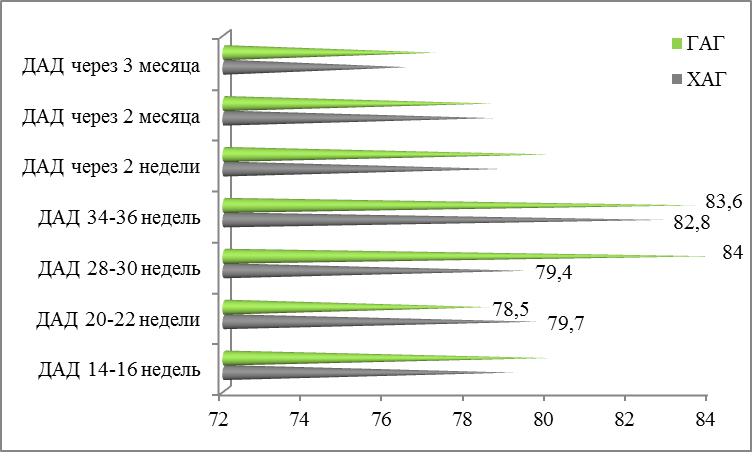 ГАГ
ХАГ
ДАД через 3 месяца
ДАД через 2 месяца
ДАД через 2 недели
ДАД 34-36 недель
83,6
82,8
ДАД 28-30 недель
84
79,4
ДАД 20-22 недели
78,5
79,7
ДАД 14-16 недель
72 74 76 78 80 82 84